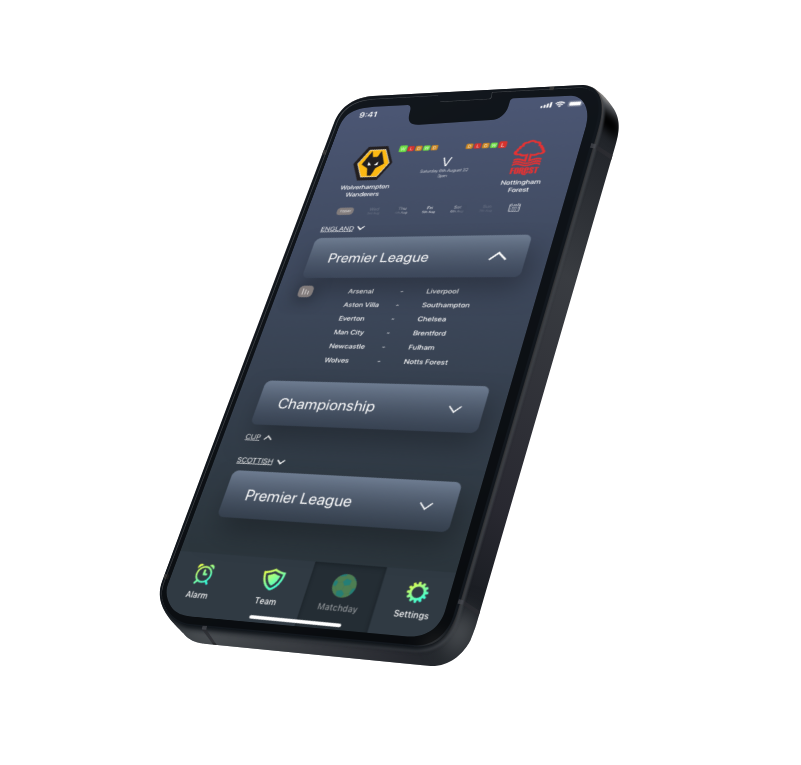 9:41
V
Saturday 6th August 22
3pm
FOREST
Wolverhampton
Wanderers
Nottingham
Forest
ENGLAND
Premier League
Arsenal - Liverpool
Aston Villa - Southampton
Everton - Chelsea
Man City - Brentford
Newcastle - Fulham
Wolves - Notts Forest
Championship
CUP
SCOTTISH
Premier League
Alarm Team Matchday Settings